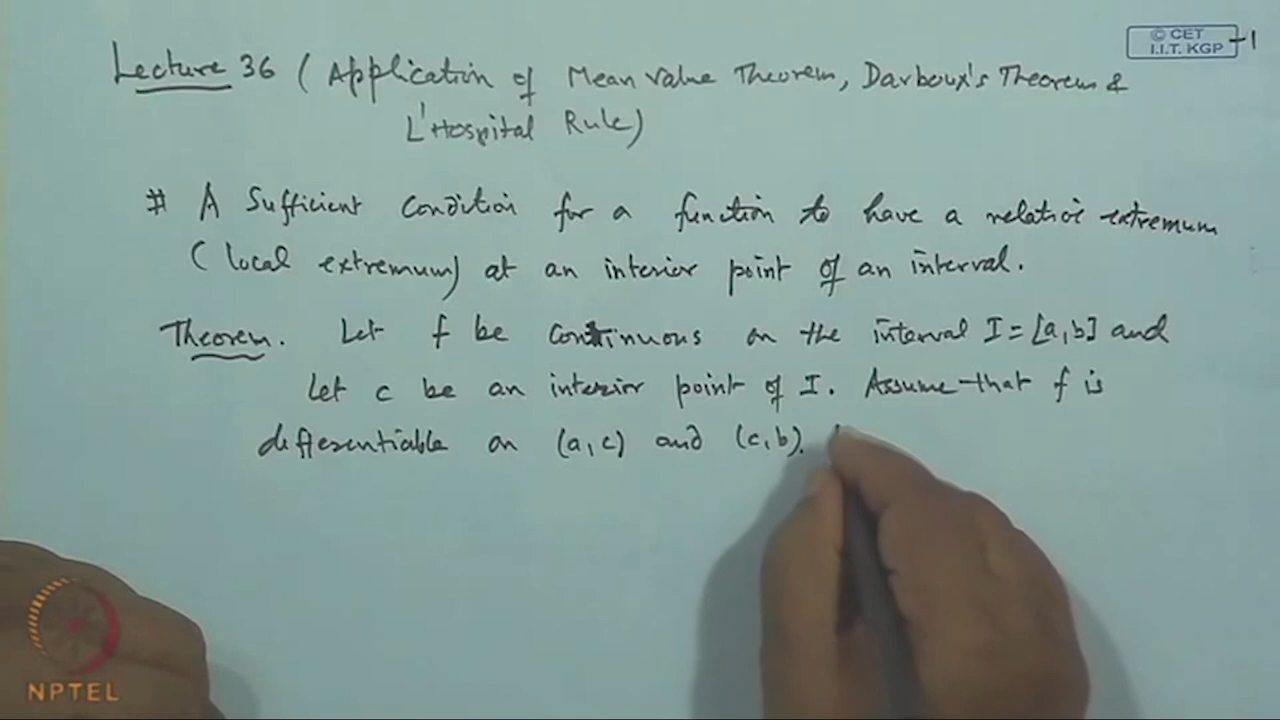 © CET
I.I.T. KGP
-1
Lecture 36 (Application of Mean Value Theorem, Darboux's Theorem &
L'Hospital Rule)
# A Sufficient Condition for a function to have a relative extremum
(local extremum) at an interior point of an interval.
Theorem. Let f be continuous on the interval I = [a,b] and
let c be an interior point of I. Assume that f is
differentiable on (a,c) and (c,b).
NPTEL